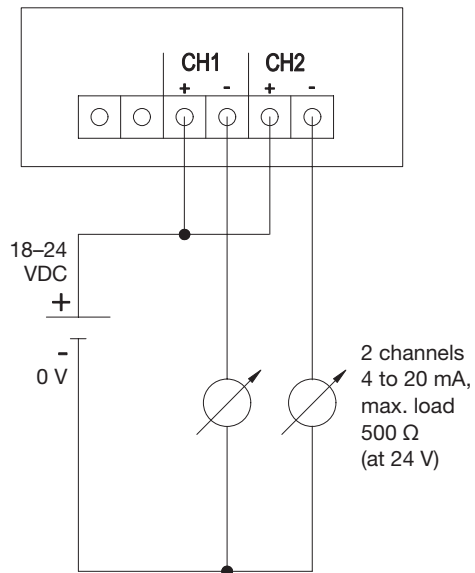 CH1 CH2
+ - + -
18–24
VDC
+
-
0 V
2 channels
4 to 20 mA,
max. load
500 Ω
(at 24 V)